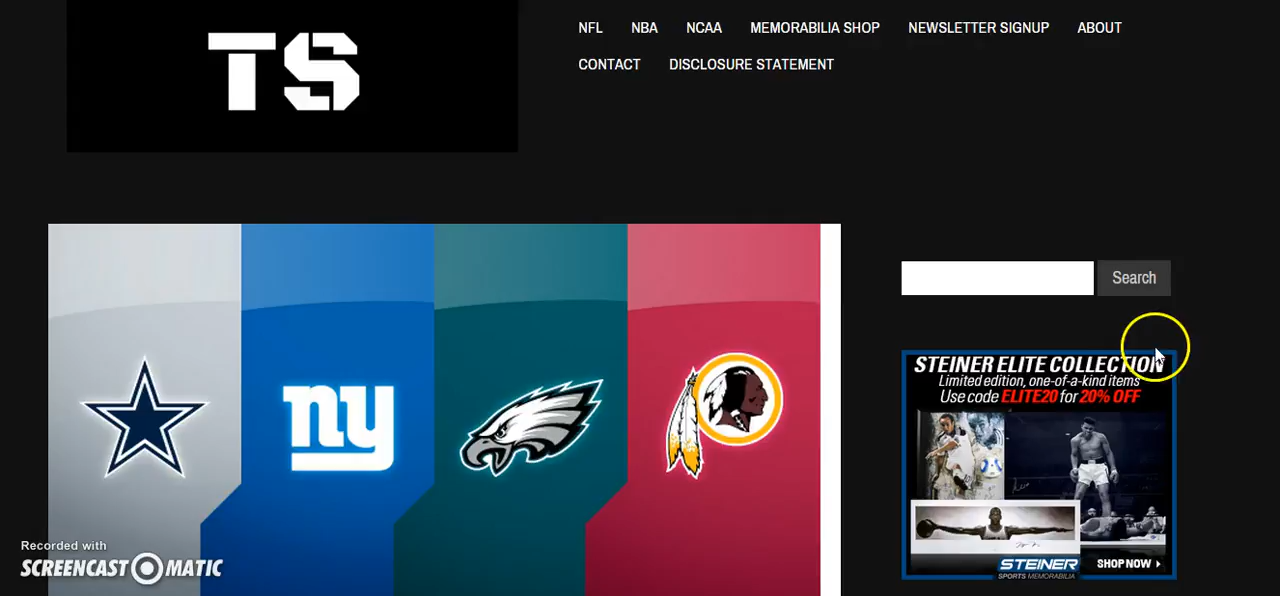 TS
NFL NBA NCAA MEMORABILIA SHOP NEWSLETTER SIGNUP ABOUT
CONTACT DISCLOSURE STATEMENT
Search
ny
STEINER ELITE COLLECTION
Limited edition, one-of-a-kind items
Use code ELITE20 for 20% OFF
STEINER
SPORTS MEMORABILIA
SHOP NOW
Recorded with
SCREENCAST MATIC